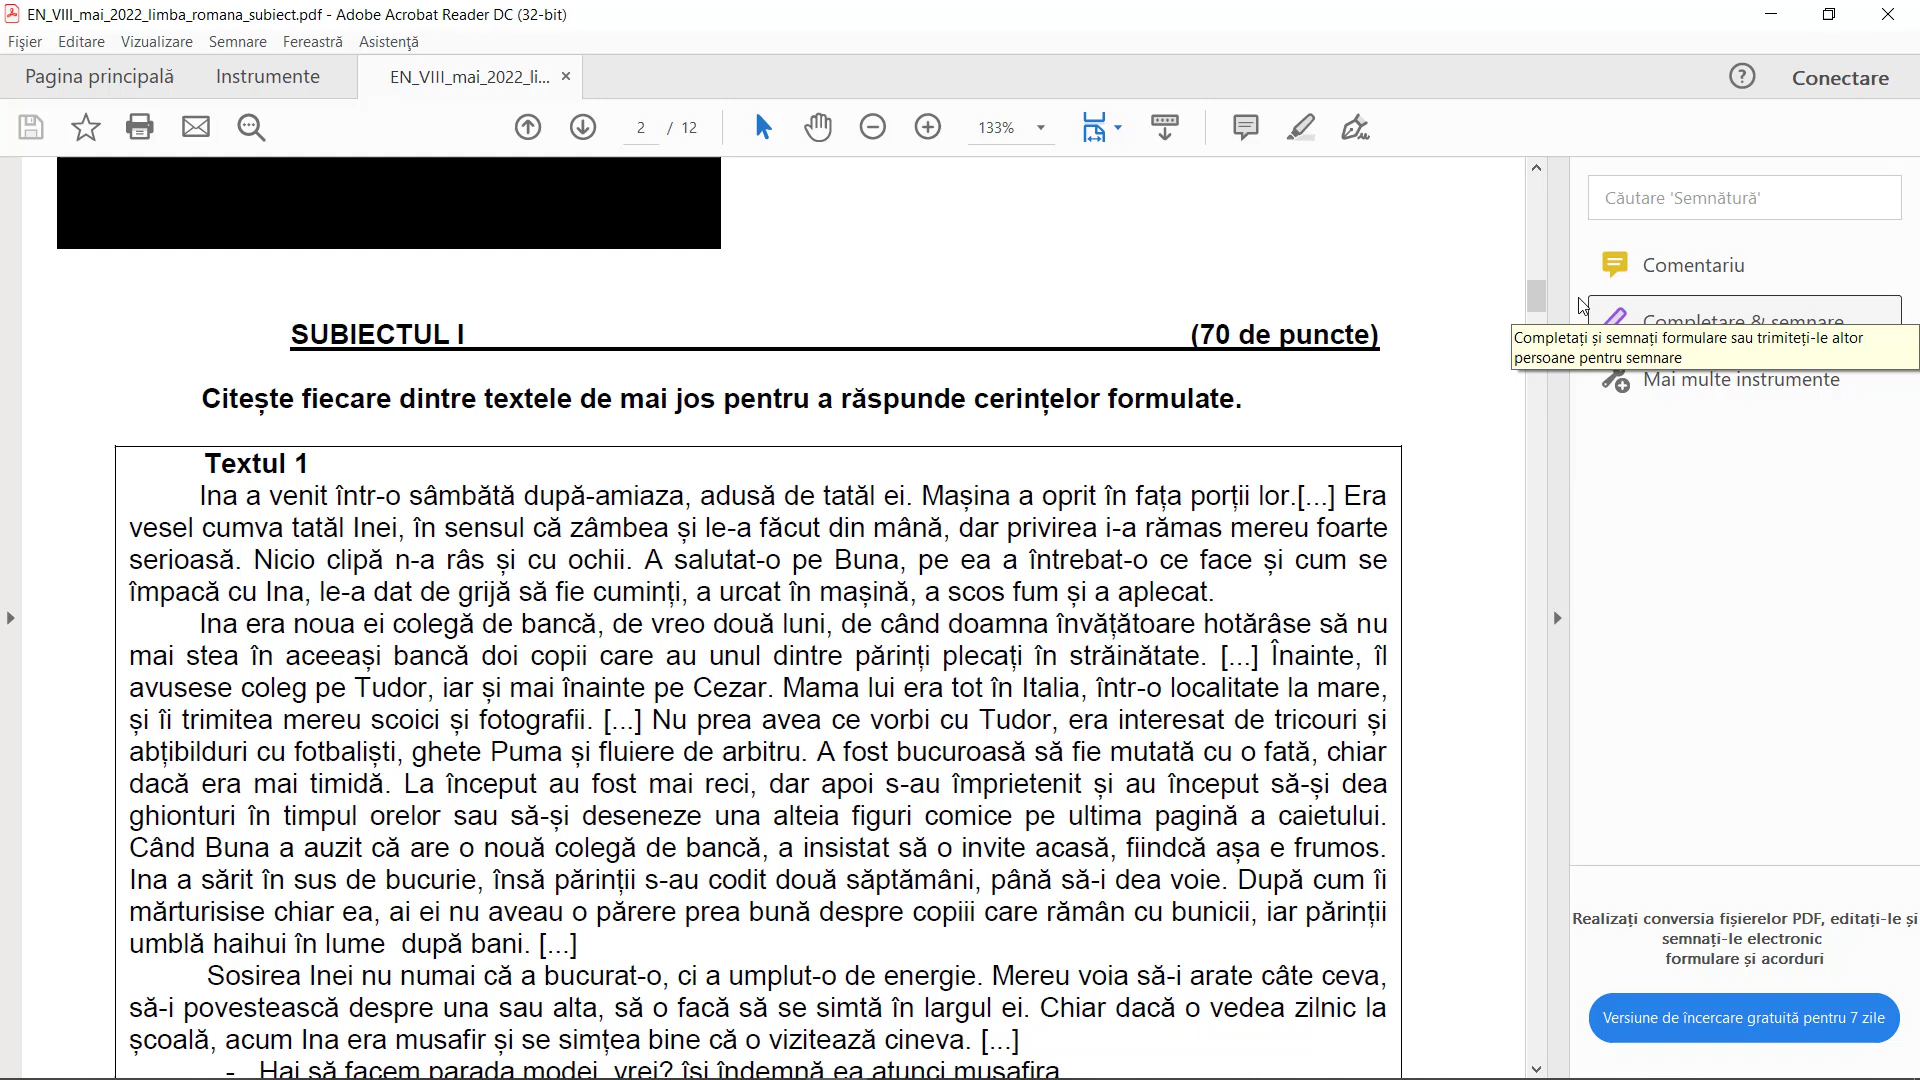 EN_VIII_mai_2022_limba_romana_subiect.pdf - Adobe Acrobat Reader DC (32-bit)
Fișier Editare Vizualizare Semnare Fereastră Asistență
Pagina principală Instrumente EN_VIII_mai_2022_li... × ? Conectare
2 / 12 133%
Căutare 'Semnătură'
Comentariu
Completare & semnare
Completați și semnați formulare sau trimiteți-le altor
persoane pentru semnare
Mai multe instrumente
SUBIECTUL I (70 de puncte)
Citește fiecare dintre textele de mai jos pentru a răspunde cerințelor formulate.
Textul 1
Ina a venit într-o sâmbătă după-amiaza, adusă de tatăl ei. Mașina a oprit în fața porții lor.[...] Era
vesel cumva tatăl Inei, în sensul că zâmbea și le-a făcut din mână, dar privirea i-a rămas mereu foarte
serioasă. Nicio clipă n-a râs și cu ochii. A salutat-o pe Buna, pe ea a întrebat-o ce face și cum se
împacă cu Ina, le-a dat de grijă să fie cuminți, a urcat în mașină, a scos fum și a aplecat.
Ina era noua ei colegă de bancă, de vreo două luni, de când doamna învățătoare hotărâse să nu
mai stea în aceeași bancă doi copii care au unul dintre părinți plecați în străinătate. [...] Înainte, îl
avusese coleg pe Tudor, iar și mai înainte pe Cezar. Mama lui era tot în Italia, într-o localitate la mare,
și îi trimitea mereu scoici și fotografii. [...] Nu prea avea ce vorbi cu Tudor, era interesat de tricouri și
abțibilduri cu fotbaliști, ghete Puma și fluiere de arbitru. A fost bucuroasă să fie mutată cu o fată, chiar
dacă era mai timidă. La început au fost mai reci, dar apoi s-au împrietenit și au început să-și dea
ghionturi în timpul orelor sau să-și deseneze una alteia figuri comice pe ultima pagină a caietului.
Când Buna a auzit că are o nouă colegă de bancă, a insistat să o invite acasă, fiindcă așa e frumos.
Ina a sărit în sus de bucurie, însă părinții s-au codit două săptămâni, până să-i dea voie. După cum îi
mărturisise chiar ea, ai ei nu aveau o părere prea bună despre copiii care rămân cu bunicii, iar părinții
umblă haihui în lume  după bani. [...]
Sosirea Inei nu numai că a bucurat-o, ci a umplut-o de energie. Mereu voia să-i arate câte ceva,
să-i povestească despre una sau alta, să o facă să se simtă în largul ei. Chiar dacă o vedea zilnic la
școală, acum Ina era musafir și se simțea bine că o vizitează cineva. [...]
- Hai să facem parada modei, vrei? își îndemnă ea atunci musafira
Realizați conversia fișierelor PDF, editați-le și
semnați-le electronic
formulare și acorduri
Versiune de încercare gratuită pentru 7 zile